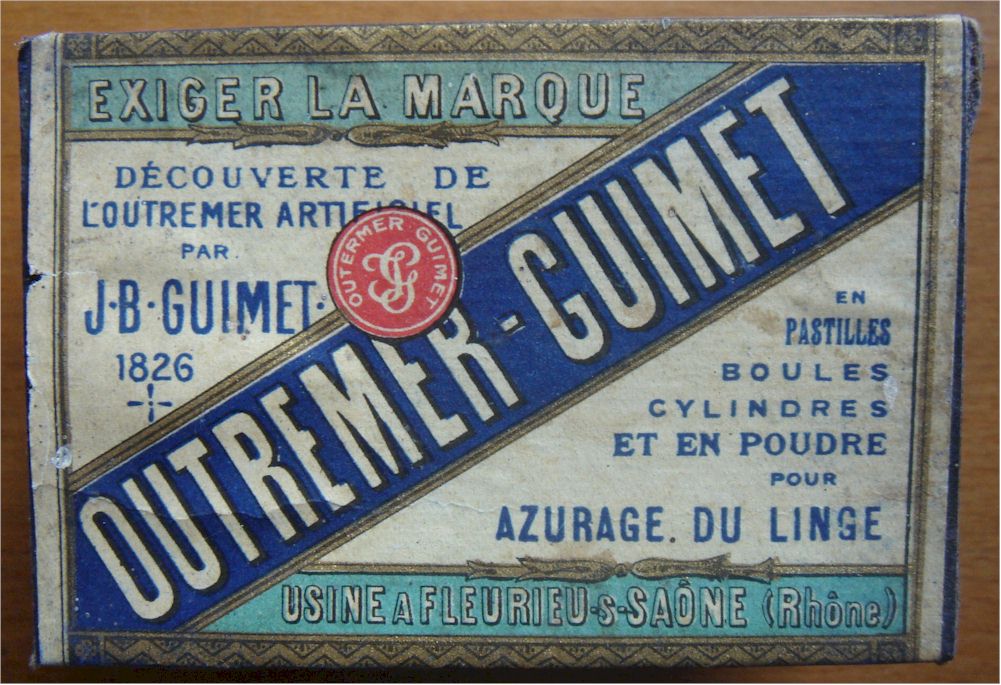 EXIGER LA MARQUE
DÉCOUVERTE DE
L'OUTREMER ARTIFICIEL
PAR
J·B·GUIMET·
1826
OUTERMER GUIMET
OUTREMER-GUIMET
EN
PASTILLES
BOULES
CYLINDRES
ET EN POUDRE
POUR
AZURAGE. DU LINGE
USINE A FLEURIEU-S-SAÔNE (Rhône)